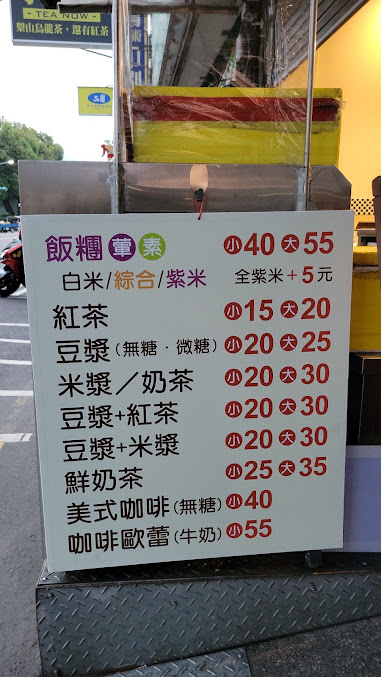 TEA NOW
梨山烏龍茶,還有紅茶
飯糰 葷 素 小40 大55
白米/綜合/紫米 全紫米+5元
紅茶 小15 大20
豆漿(無糖·微糖) 小20 大25
米漿/奶茶 小20 大30
豆漿+紅茶 小20 大30
豆漿+米漿 小20 大30
鮮奶茶 小25 大35
美式咖啡(無糖) 小40
咖啡歐蕾(牛奶) 小55